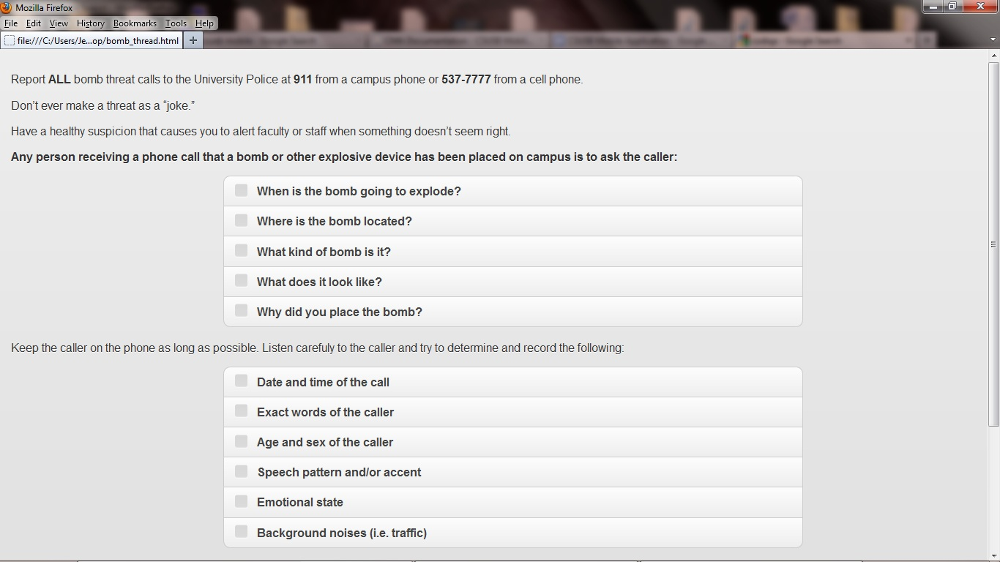 Mozilla Firefox
File Edit View History Bookmarks Tools Help
file:///C:/Users/Je...op/bomb_thread.html
Report ALL bomb threat calls to the University Police at 911 from a campus phone or 537-7777 from a cell phone.
Don’t ever make a threat as a “joke.”
Have a healthy suspicion that causes you to alert faculty or staff when something doesn’t seem right.
Any person receiving a phone call that a bomb or other explosive device has been placed on campus is to ask the caller:
When is the bomb going to explode?
Where is the bomb located?
What kind of bomb is it?
What does it look like?
Why did you place the bomb?
Keep the caller on the phone as long as possible. Listen carefuly to the caller and try to determine and record the following:
Date and time of the call
Exact words of the caller
Age and sex of the caller
Speech pattern and/or accent
Emotional state
Background noises (i.e. traffic)